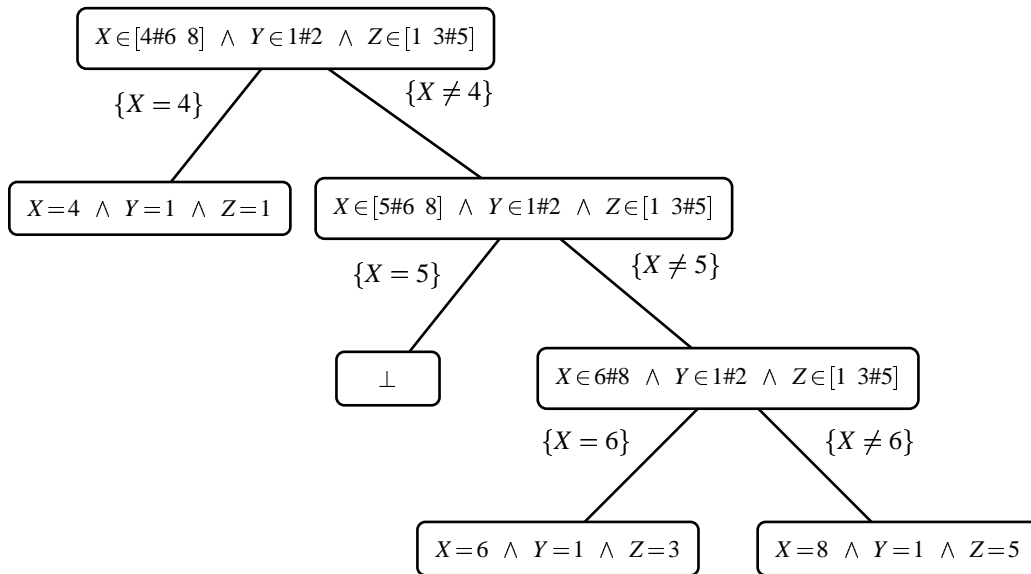 X∈[4#6 8] ∧ Y∈1#2 ∧ Z∈[1 3#5]
{X = 4}
{X ≠ 4}
X=4 ∧ Y=1 ∧ Z=1
X∈[5#6 8] ∧ Y∈1#2 ∧ Z∈[1 3#5]
{X = 5}
{X ≠ 5}
⊥
X∈6#8 ∧ Y∈1#2 ∧ Z∈[1 3#5]
{X = 6}
{X ≠ 6}
X=6 ∧ Y=1 ∧ Z=3
X=8 ∧ Y=1 ∧ Z=5